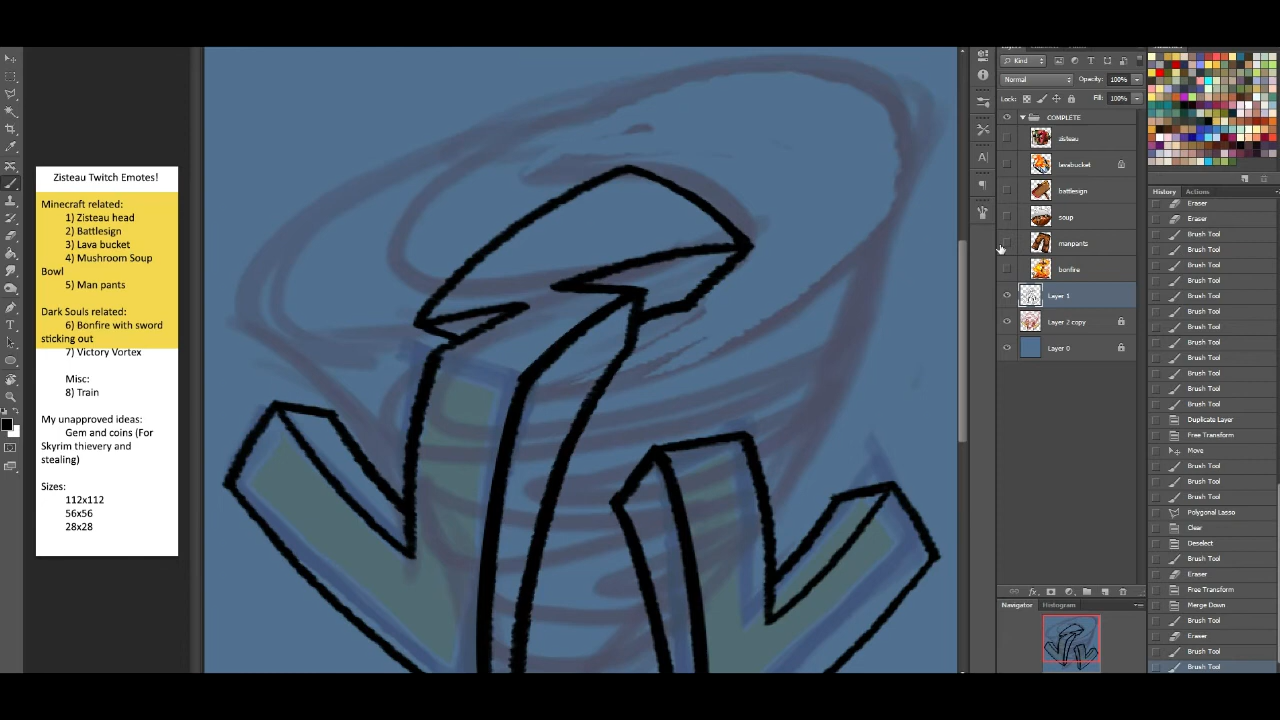 Zisteau Twitch Emotes!
Minecraft related:
1) Zisteau head
2) Battlesign
3) Lava bucket
4) Mushroom Soup
Bowl
5) Man pants
Dark Souls related:
6) Bonfire with sword
sticking out
7) Victory Vortex
Misc:
8) Train
My unapproved ideas:
Gem and coins (For
Skyrim thievery and
stealing)
Sizes:
112x112
56x56
28x28
Kind
Normal
Opacity: 100%
Lock:
Fill: 100%
COMPLETE
zisteau
lavabucket
battlesign
soup
manpants
bonfire
Layer 1
Layer 2 copy
Layer 0
Navigator
Histogram
History
Actions
Eraser
Eraser
Brush Tool
Brush Tool
Brush Tool
Brush Tool
Brush Tool
Brush Tool
Brush Tool
Brush Tool
Brush Tool
Brush Tool
Brush Tool
Brush Tool
Duplicate Layer
Free Transform
Move
Brush Tool
Brush Tool
Brush Tool
Polygonal Lasso
Clear
Deselect
Brush Tool
Eraser
Free Transform
Merge Down
Brush Tool
Eraser
Brush Tool
Brush Tool